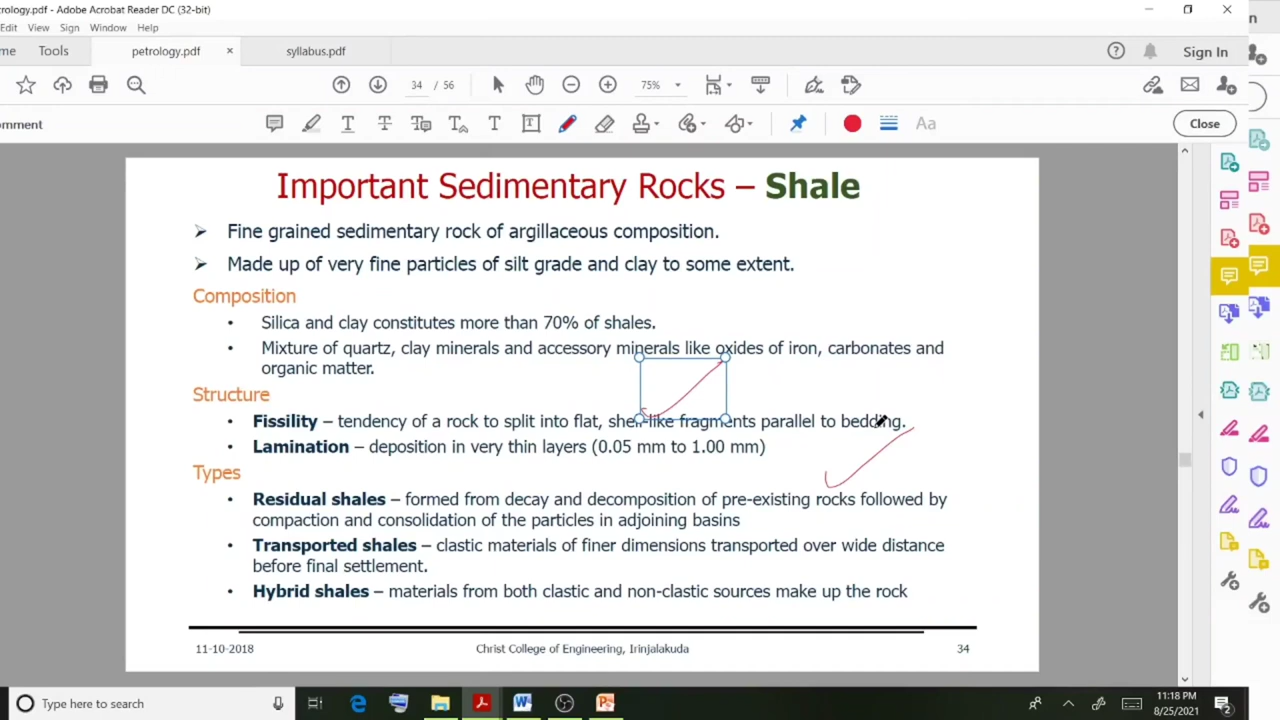 trology.pdf - Adobe Acrobat Reader DC (32-bit)
Edit View Sign Window Help
me Tools petrology.pdf × syllabus.pdf Sign In
34 / 56 75%
omment Aa Close
Important Sedimentary Rocks – Shale
Fine grained sedimentary rock of argillaceous composition.
Made up of very fine particles of silt grade and clay to some extent.
Composition
• Silica and clay constitutes more than 70% of shales.
• Mixture of quartz, clay minerals and accessory minerals like oxides of iron, carbonates and
organic matter.
Structure
• Fissility – tendency of a rock to split into flat, shell-like fragments parallel to bedding.
• Lamination – deposition in very thin layers (0.05 mm to 1.00 mm)
Types
• Residual shales – formed from decay and decomposition of pre-existing rocks followed by
compaction and consolidation of the particles in adjoining basins
• Transported shales – clastic materials of finer dimensions transported over wide distance
before final settlement.
• Hybrid shales – materials from both clastic and non-clastic sources make up the rock
11-10-2018 Christ College of Engineering, Irinjalakuda 34
Type here to search
11:18 PM
8/25/2021
2